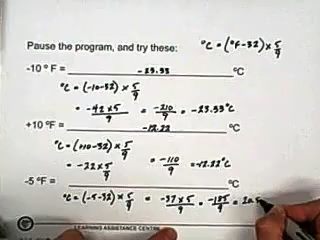 Pause the program, and try these: °C = (°F-32) × 5/9
-10 ° F = -23.33 °C
°C = (-10-32) × 5/9
= -42 × 5/9 = -210/9 = -23.33°C
+10 °F = -12.22 °C
°C = (+10-32) × 5/9
= -22 × 5/9 = -110/9 = -12.22°C
-5 °F = °C
°C = (-5-32) × 5/9 = -37 × 5/9 = -185/9 = 20.5
LEARNING ASSISTANCE CENTRE